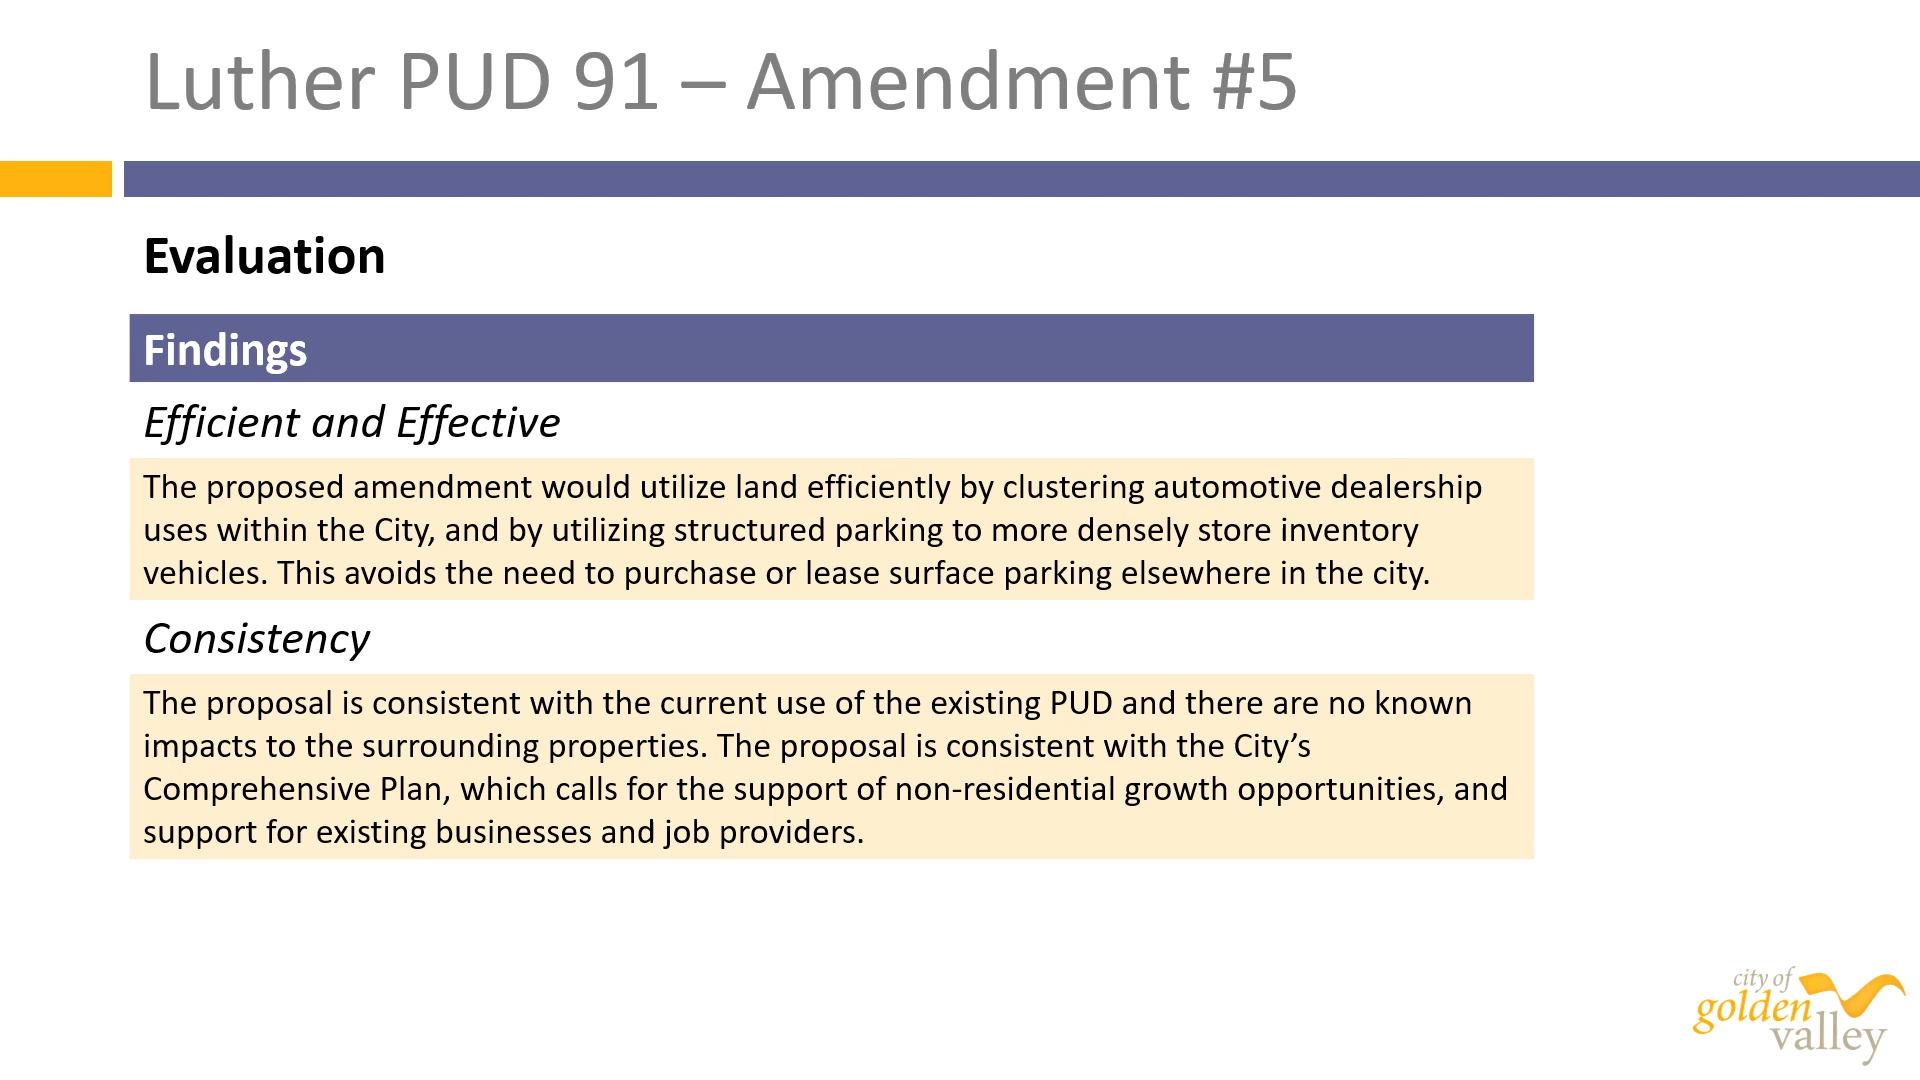 Luther PUD 91 – Amendment #5
Evaluation
Findings
Efficient and Effective
The proposed amendment would utilize land efficiently by clustering automotive dealership
uses within the City, and by utilizing structured parking to more densely store inventory
vehicles. This avoids the need to purchase or lease surface parking elsewhere in the city.
Consistency
The proposal is consistent with the current use of the existing PUD and there are no known
impacts to the surrounding properties. The proposal is consistent with the City’s
Comprehensive Plan, which calls for the support of non-residential growth opportunities, and
support for existing businesses and job providers.
city of
golden
valley